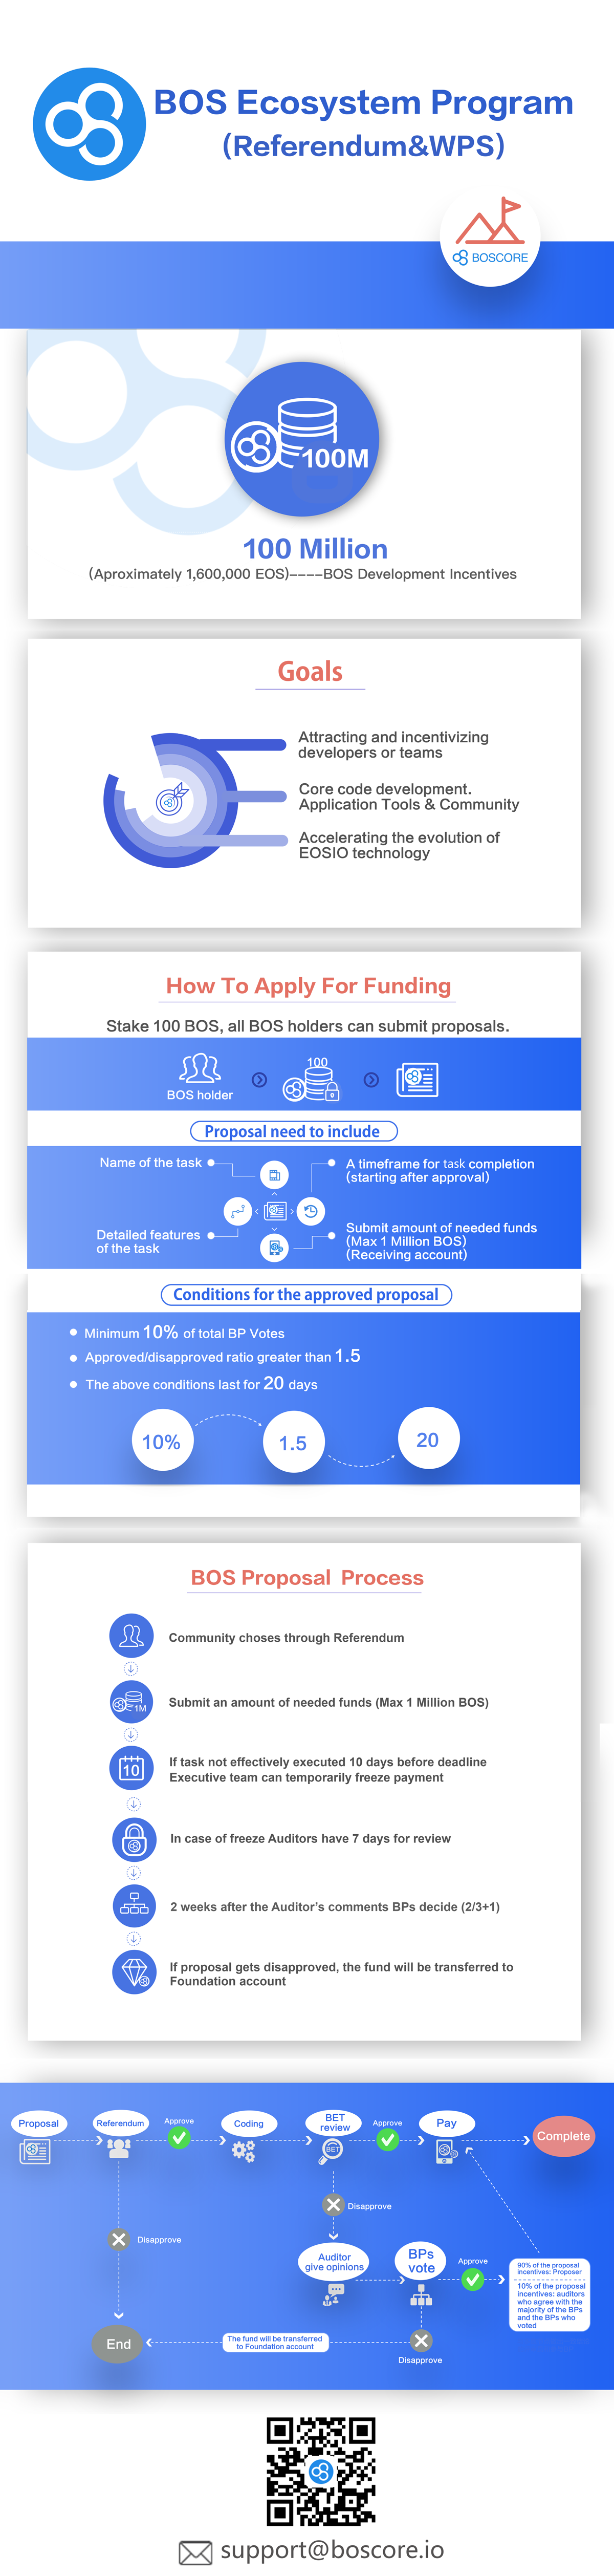 BOS Ecosystem Program
(Referendum&WPS)
BOSCORE
100M
100 Million
(Aproximately 1,600,000 EOS)----BOS Development Incentives
Goals
Attracting and incentivizing
developers or teams
Core code development.
Application Tools & Community
Accelerating the evolution of
EOSIO technology
How To Apply For Funding
Stake 100 BOS, all BOS holders can submit proposals.
100
BOS holder
Proposal need to include
Name of the task
A timeframe for task completion
(starting after approval)
Detailed features
of the task
Submit amount of needed funds
(Max 1 Million BOS)
(Receiving account)
Conditions for the approved proposal
Minimum 10% of total BP Votes
Approved/disapproved ratio greater than 1.5
The above conditions last for 20 days
10%
1.5
20
BOS Proposal Process
Community choses through Referendum
1M
Submit an amount of needed funds (Max 1 Million BOS)
10
If task not effectively executed 10 days before deadline
Executive team can temporarily freeze payment
In case of freeze Auditors have 7 days for review
2 weeks after the Auditor's comments BPs decide (2/3+1)
If proposal gets disapproved, the fund will be transferred to
Foundation account
Proposal
Referendum
Approve
Coding
BET
review
Approve
Pay
Complete
BET
Disapprove
Disapprove
Auditor
give opinions
BPs
vote
Approve
90% of the proposal
incentives: Proposer
10% of the proposal
incentives: auditors
who agree with the
majority of the BPs
and the BPs who
voted
End
The fund will be transferred
to Foundation account
Disapprove
support@boscore.io